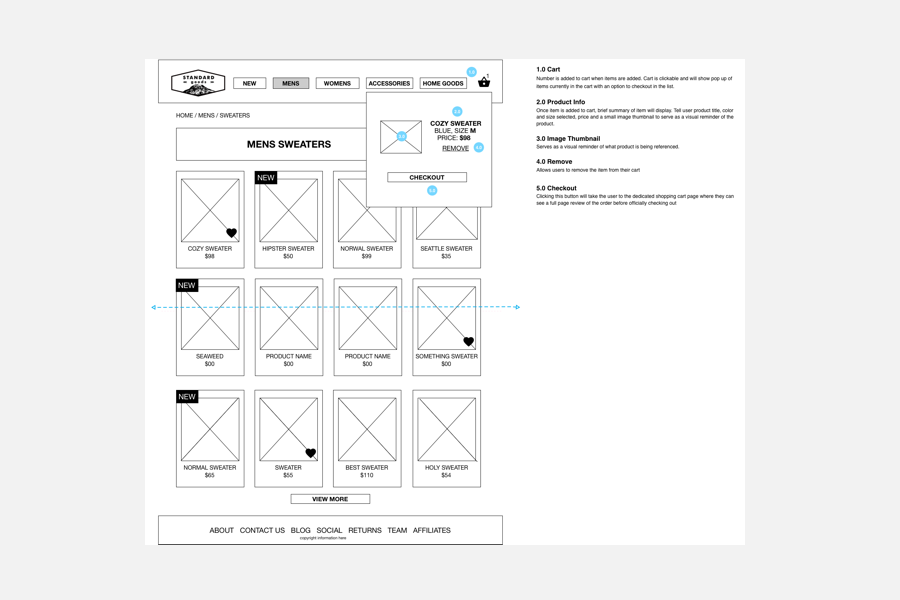 STANDARD
goods
NEW MENS WOMENS ACCESSORIES HOME GOODS 1
HOME / MENS / SWEATERS
MENS SWEATERS
COZY SWEATER
BLUE, SIZE M
PRICE: $98
REMOVE
CHECKOUT
NEW
COZY SWEATER HIPSTER SWEATER NORWAL SWEATER SEATTLE SWEATER
$98 $50 $99 $35
NEW
SEAWEED PRODUCT NAME PRODUCT NAME SOMETHING SWEATER
$00 $00 $00 $00
NEW
NORMAL SWEATER SWEATER BEST SWEATER HOLY SWEATER
$65 $55 $110 $54
VIEW MORE
ABOUT CONTACT US BLOG SOCIAL RETURNS TEAM AFFILIATES
copyright information here
1.0 Cart
Number is added to cart when items are added. Cart is clickable and will show pop up of
items currently in the cart with an option to checkout in the list.
2.0 Product Info
Once item is added to cart, brief summary of item will display. Tell user product title, color
and size selected, price and a small image thumbnail to serve as a visual reminder of the
product.
3.0 Image Thumbnail
Serves as a visual reminder of what product is being referenced.
4.0 Remove
Allows users to remove the item from their cart
5.0 Checkout
Clicking this button will take the user to the dedicated shopping cart page where they can
see a full page review of the order before officially checking out